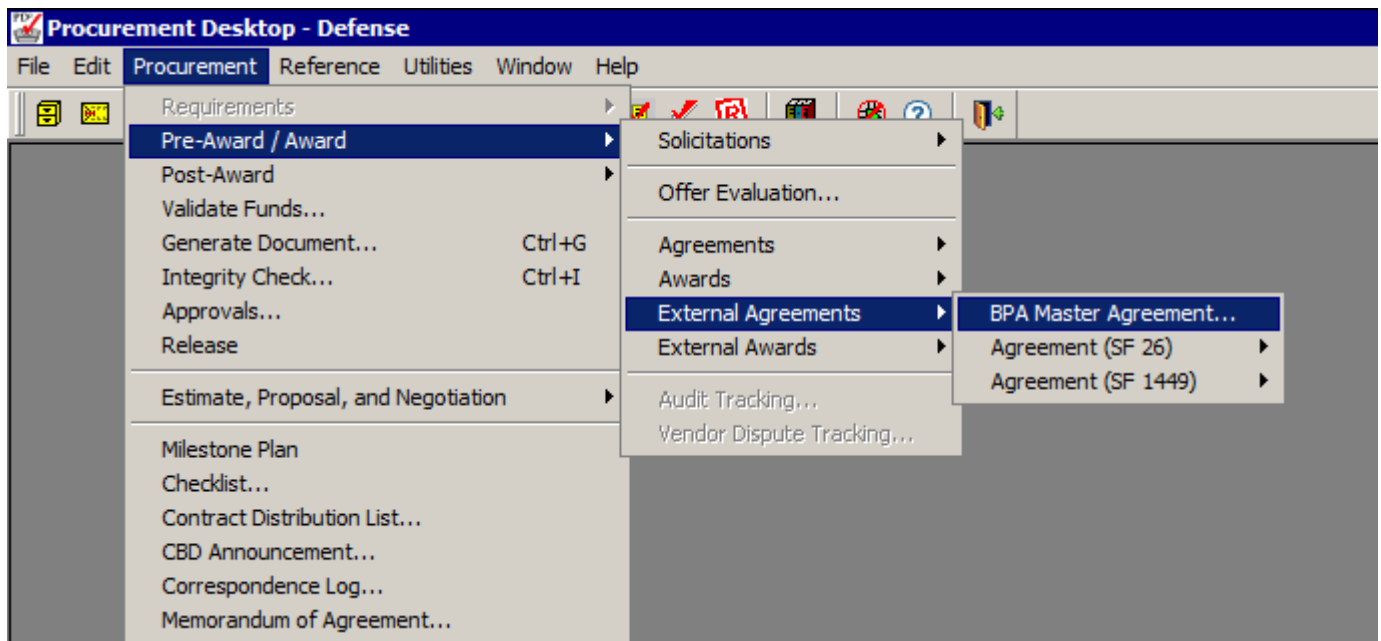 Procurement Desktop - Defense
File Edit Procurement Reference Utilities Window Help
Requirements
Pre-Award / Award
Post-Award
Validate Funds...
Generate Document... Ctrl+G
Integrity Check... Ctrl+I
Approvals...
Release
Estimate, Proposal, and Negotiation
Milestone Plan
Checklist...
Contract Distribution List...
CBD Announcement...
Correspondence Log...
Memorandum of Agreement...
Solicitations
Offer Evaluation...
Agreements
Awards
External Agreements
External Awards
Audit Tracking...
Vendor Dispute Tracking...
BPA Master Agreement...
Agreement (SF 26)
Agreement (SF 1449)